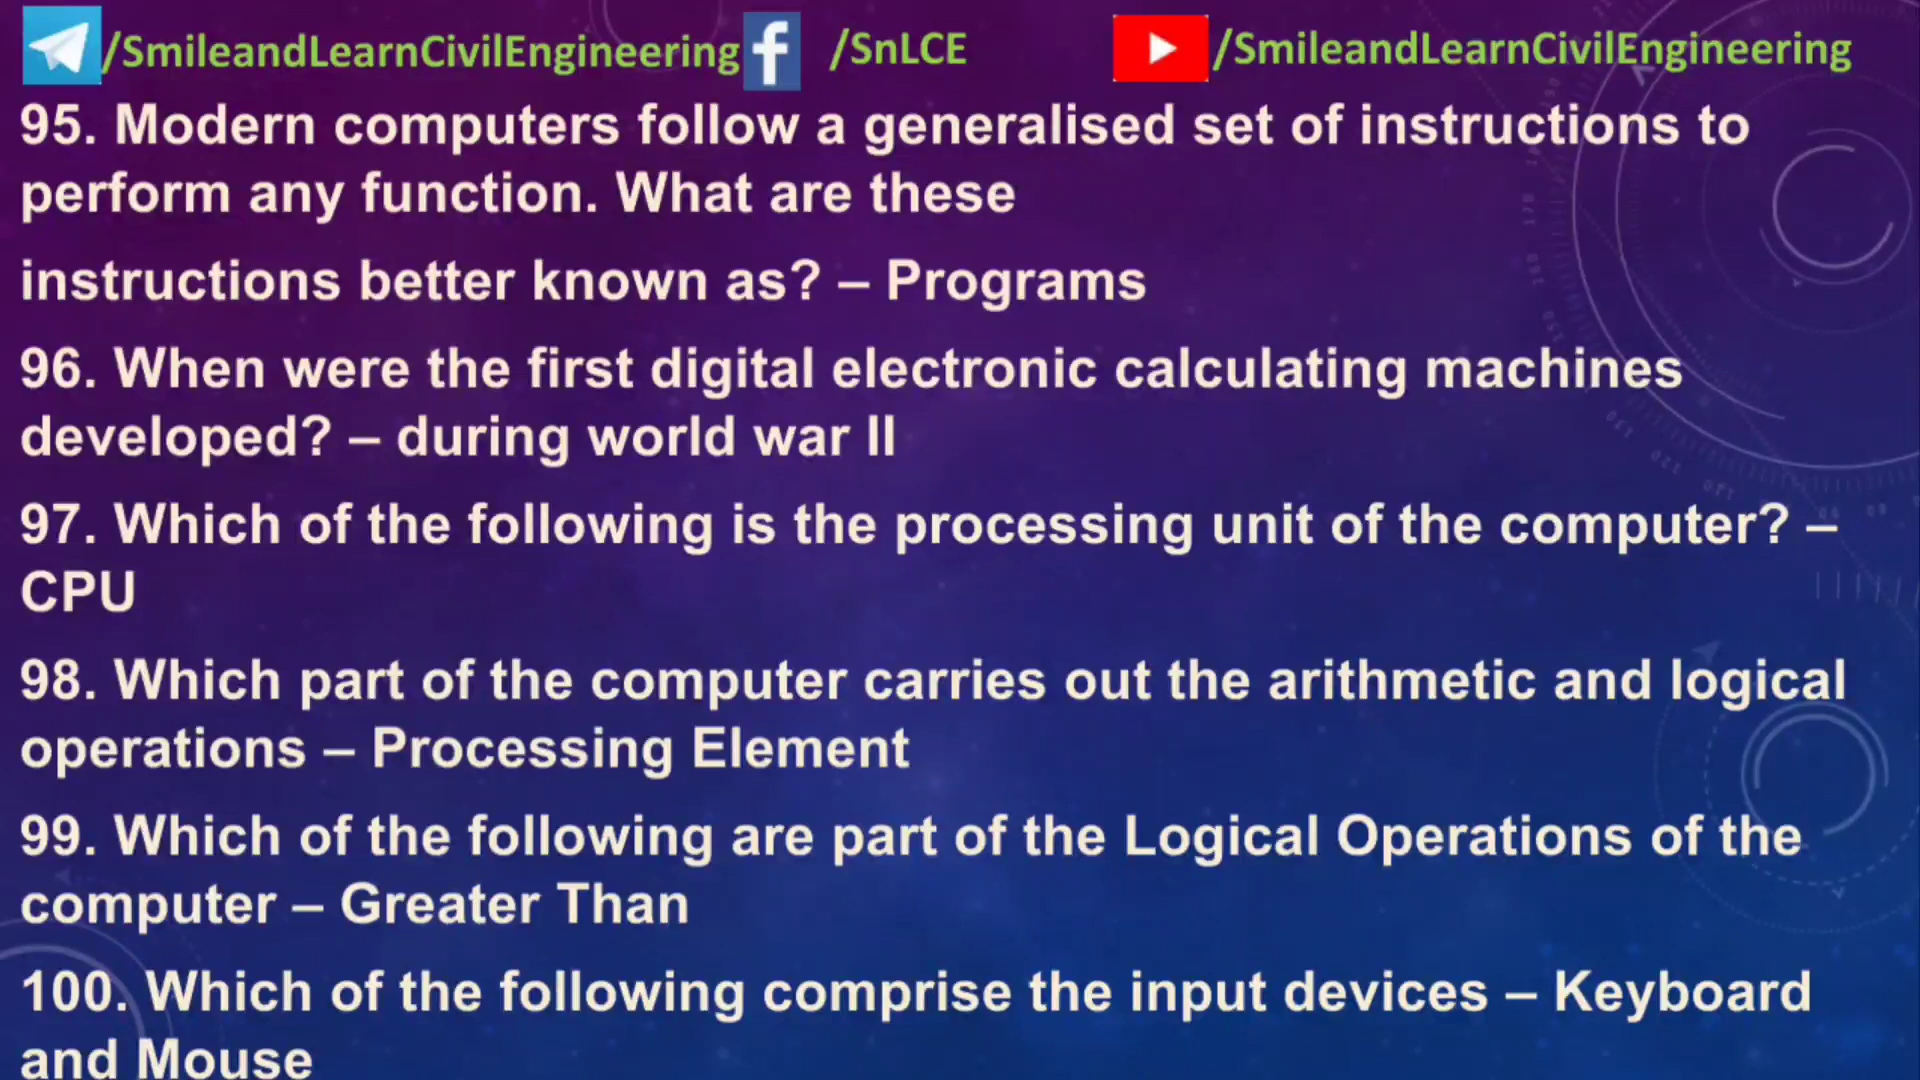 /SmileandLearnCivilEngineering /SnLCE /SmileandLearnCivilEngineering
95. Modern computers follow a generalised set of instructions to
perform any function. What are these
instructions better known as? – Programs
96. When were the first digital electronic calculating machines
developed? – during world war II
97. Which of the following is the processing unit of the computer? –
CPU
98. Which part of the computer carries out the arithmetic and logical
operations – Processing Element
99. Which of the following are part of the Logical Operations of the
computer – Greater Than
100. Which of the following comprise the input devices – Keyboard
and Mouse